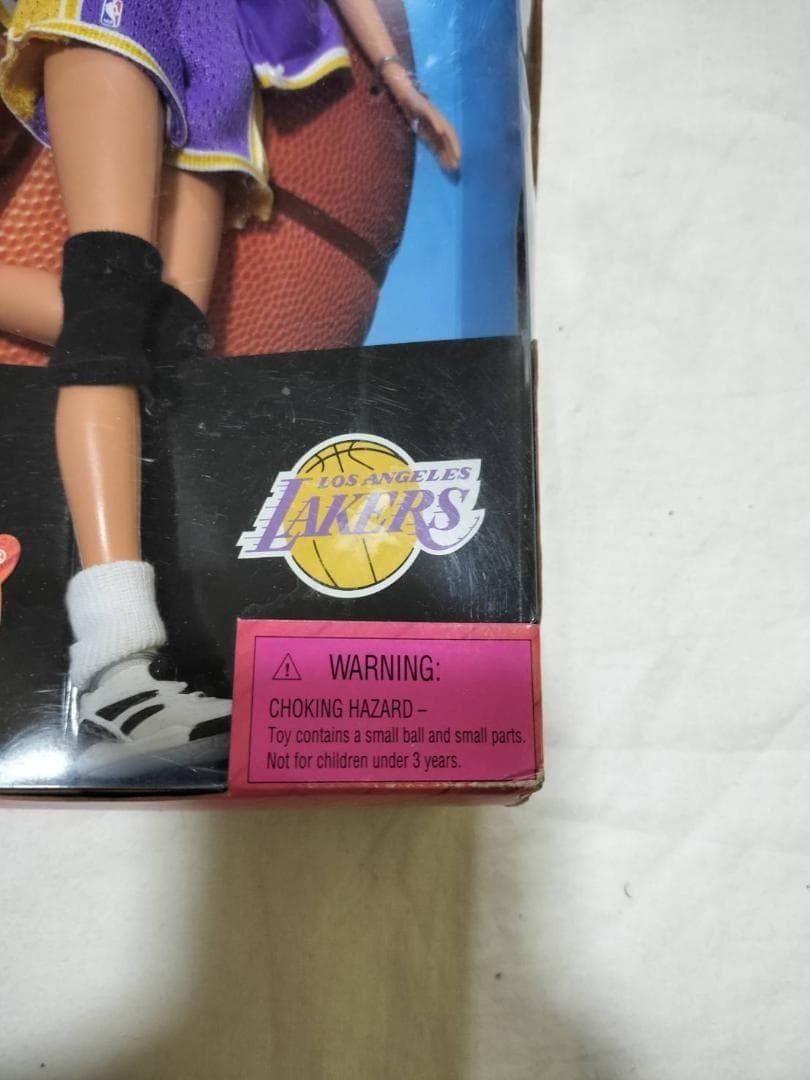 LOS ANGELES
LAKERS
WARNING:
CHOKING HAZARD –
Toy contains a small ball and small parts.
Not for children under 3 years.